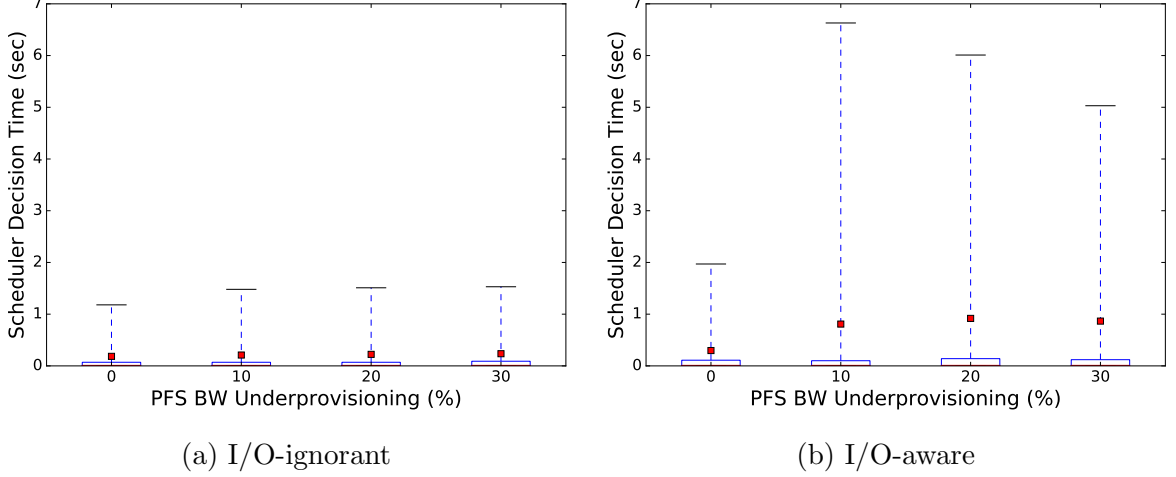 7
6
5
4
3
2
1
0
Scheduler Decision Time (sec)
0 10 20 30
PFS BW Underprovisioning (%)
(a) I/O-ignorant
7
6
5
4
3
2
1
0
Scheduler Decision Time (sec)
0 10 20 30
PFS BW Underprovisioning (%)
(b) I/O-aware